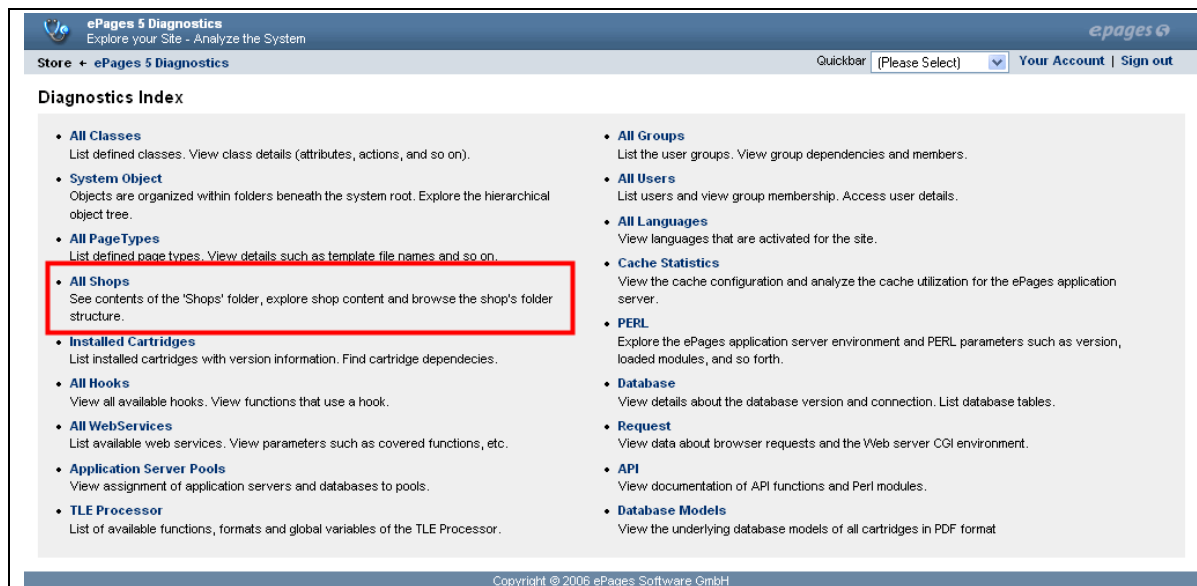 ePages 5 Diagnostics
Explore your Site - Analyze the System
epages
Store ← ePages 5 Diagnostics
Quickbar (Please Select) Your Account | Sign out
Diagnostics Index
• All Classes
List defined classes. View class details (attributes, actions, and so on).
• System Object
Objects are organized within folders beneath the system root. Explore the hierarchical
object tree.
• All PageTypes
List defined page types. View details such as template file names and so on.
• All Shops
See contents of the 'Shops' folder, explore shop content and browse the shop's folder
structure.
• Installed Cartridges
List installed cartridges with version information. Find cartridge dependecies.
• All Hooks
View all available hooks. View functions that use a hook.
• All WebServices
List available web services. View parameters such as covered functions, etc.
• Application Server Pools
View assignment of application servers and databases to pools.
• TLE Processor
List of available functions, formats and global variables of the TLE Processor.
• All Groups
List the user groups. View group dependencies and members.
• All Users
List users and view group membership. Access user details.
• All Languages
View languages that are activated for the site.
• Cache Statistics
View the cache configuration and analyze the cache utilization for the ePages application
server.
• PERL
Explore the ePages application server environment and PERL parameters such as version,
loaded modules, and so forth.
• Database
View details about the database version and connection. List database tables.
• Request
View data about browser requests and the Web server CGI environment.
• API
View documentation of API functions and Perl modules.
• Database Models
View the underlying database models of all cartridges in PDF format
Copyright © 2006 ePages Software GmbH